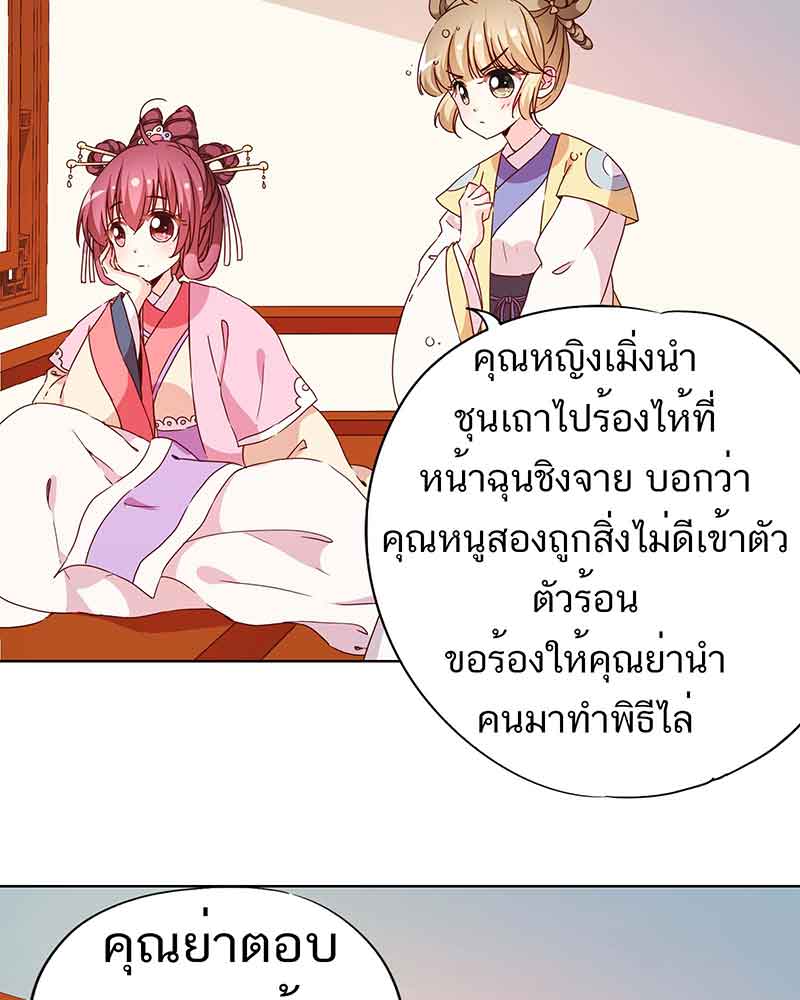 คุณหญิงเมิ่งนำ
ชุนเถาไปร้องไห้ที่
หน้าฉุนชิงจาย บอกว่า
คุณหนูสองถูกสิ่งไม่ดีเข้าตัว
ตัวร้อน
ขอร้องให้คุณย่านำ
คนมาทำพิธีไล่
คุณย่าตอบ